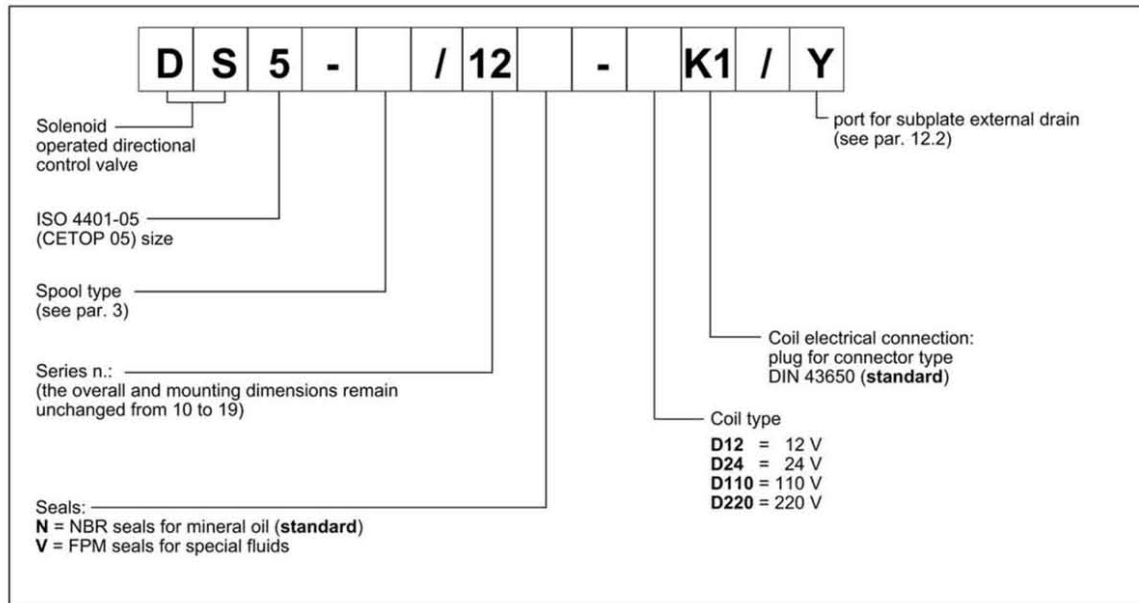 D S 5 - / 12 - K1 / Y
Solenoid
operated directional
control valve
port for subplate external drain
(see par. 12.2)
ISO 4401-05
(CETOP 05) size
Spool type
(see par. 3)
Coil electrical connection:
plug for connector type
DIN 43650 (standard)
Series n.:
(the overall and mounting dimensions remain
unchanged from 10 to 19)
Coil type
D12 = 12 V
D24 = 24 V
D110 = 110 V
D220 = 220 V
Seals:
N = NBR seals for mineral oil (standard)
V = FPM seals for special fluids